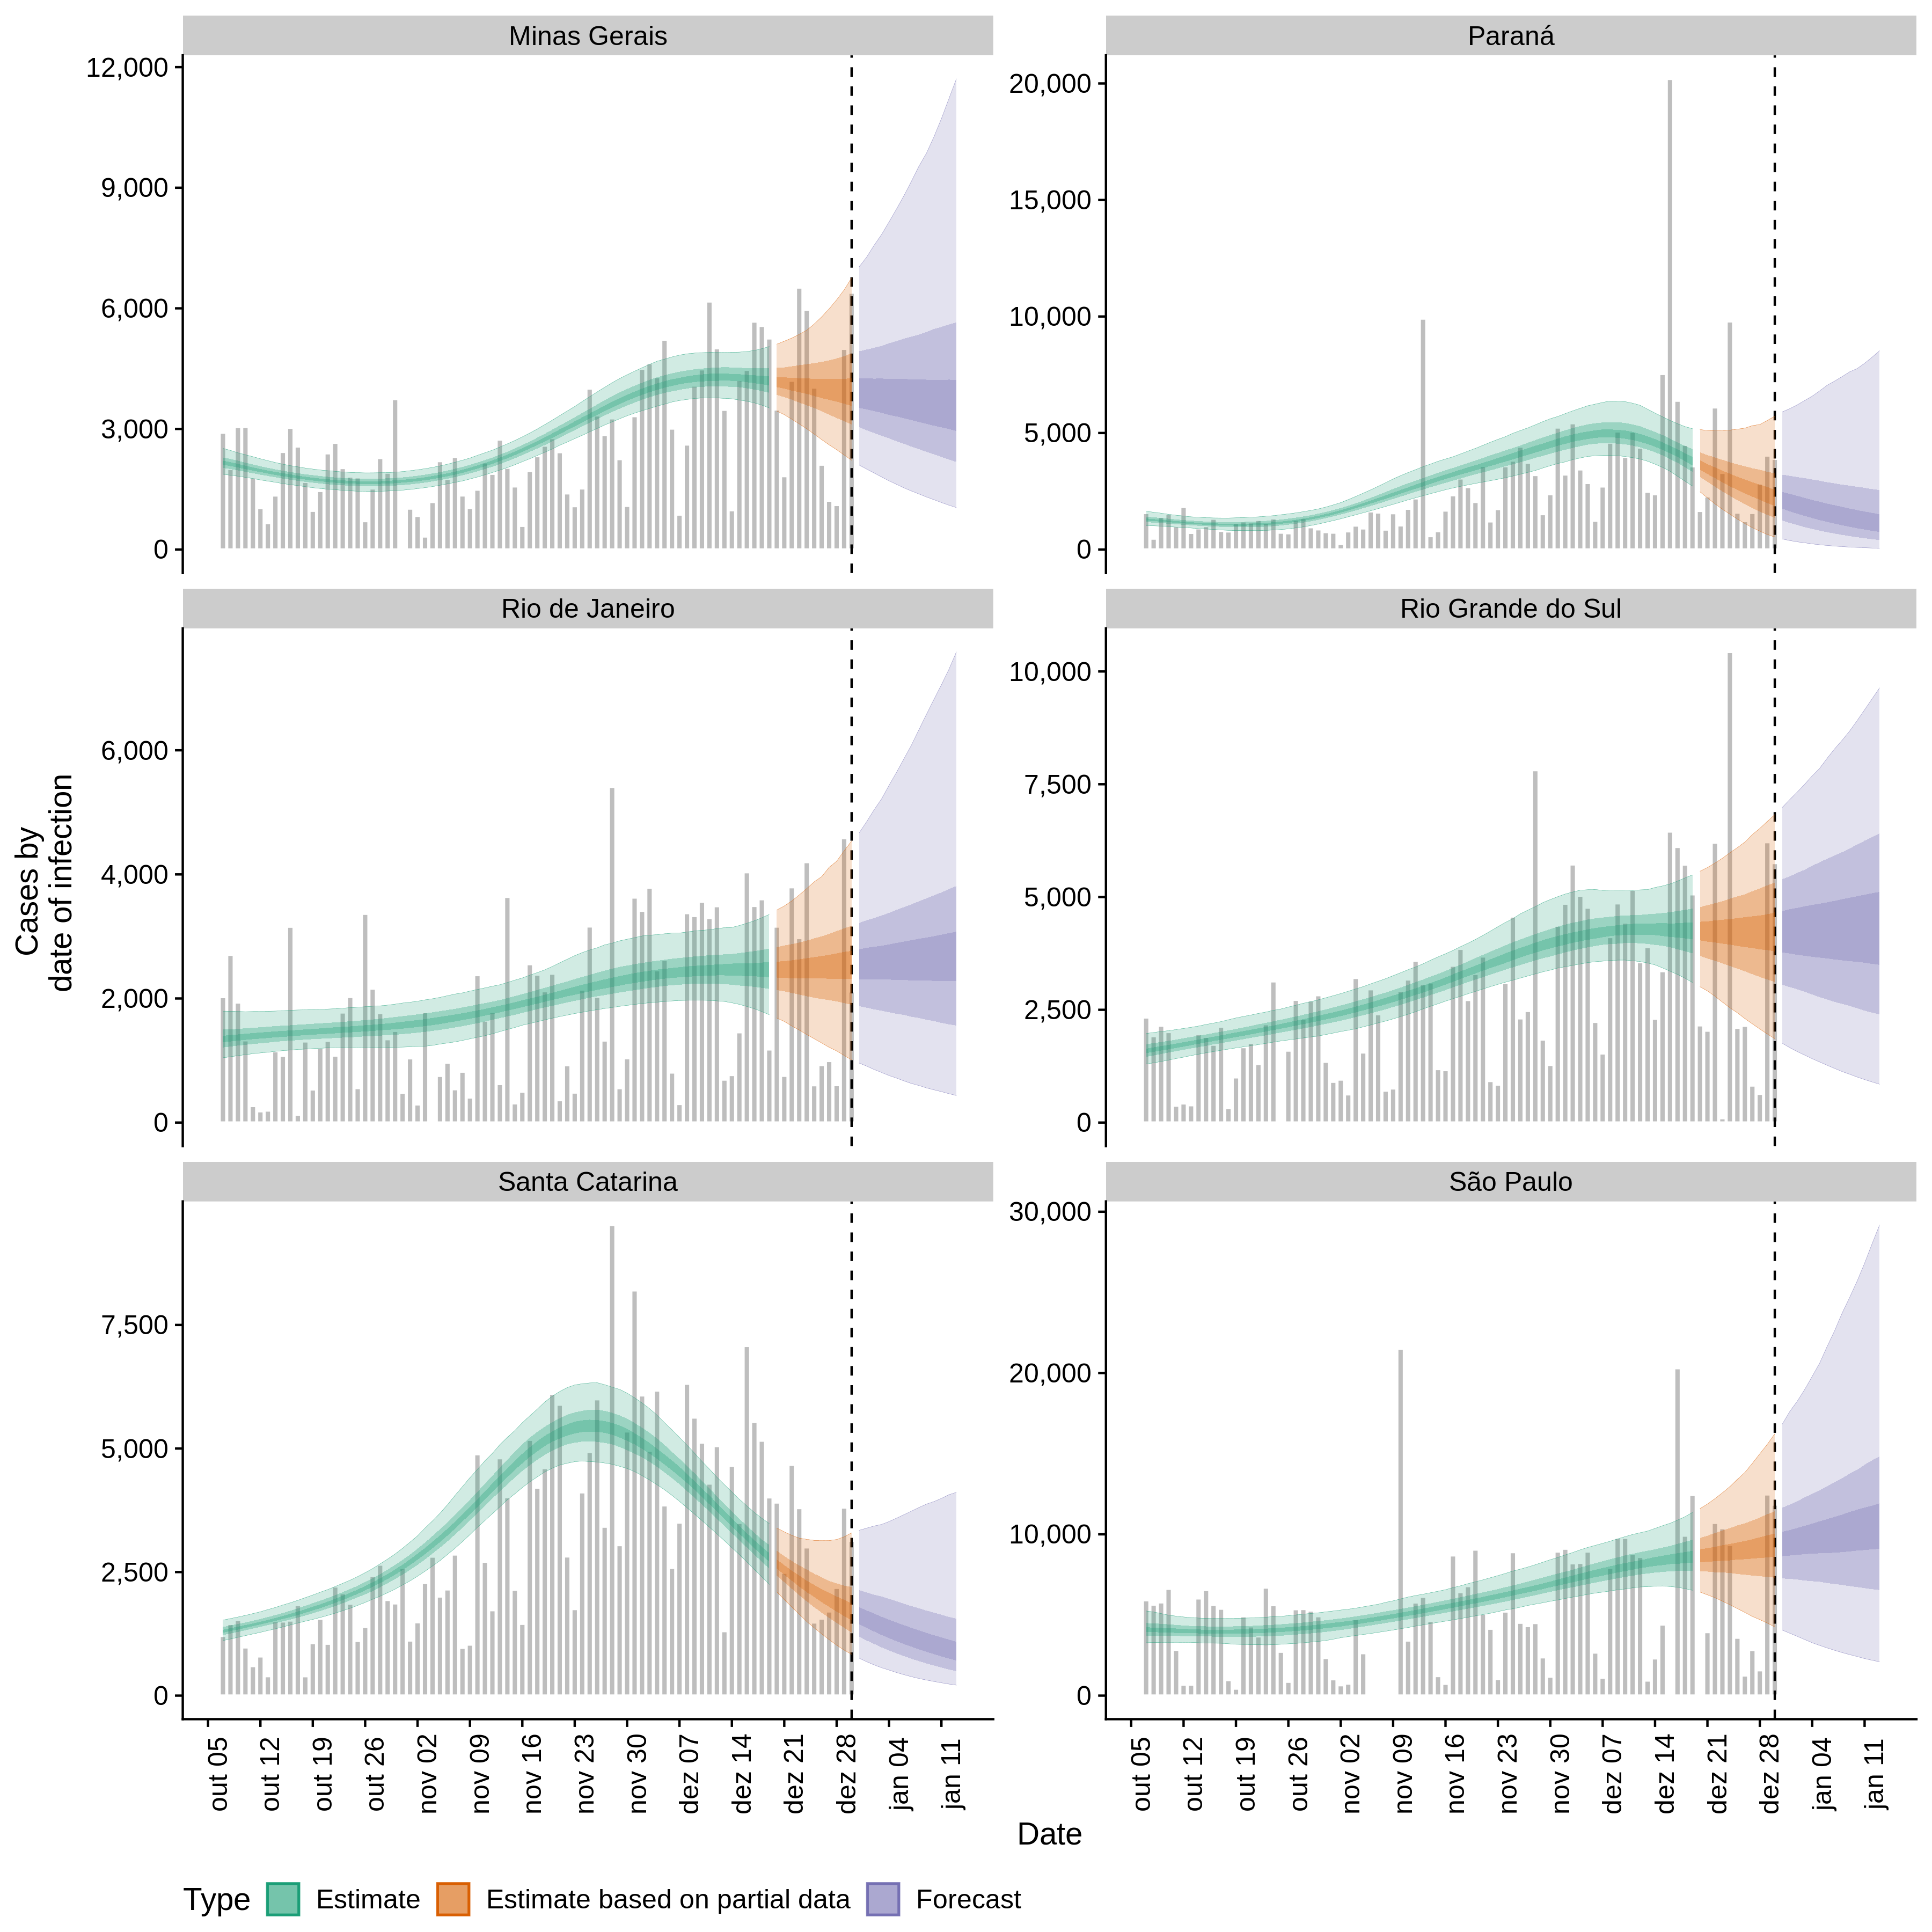 Minas Gerais
Paraná
12,000
9,000
6,000
3,000
0
20,000
15,000
10,000
5,000
0
Rio de Janeiro
Rio Grande do Sul
6,000
4,000
2,000
0
10,000
7,500
5,000
2,500
0
Cases by
date of infection
Santa Catarina
São Paulo
7,500
5,000
2,500
0
30,000
20,000
10,000
0
out 05
out 12
out 19
out 26
nov 02
nov 09
nov 16
nov 23
nov 30
dez 07
dez 14
dez 21
dez 28
jan 04
jan 11
out 05
out 12
out 19
out 26
nov 02
nov 09
nov 16
nov 23
nov 30
dez 07
dez 14
dez 21
dez 28
jan 04
jan 11
Date
Type Estimate Estimate based on partial data Forecast